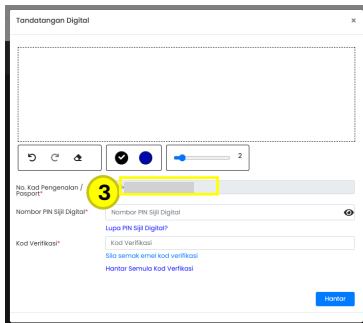 Tandatangan Digital
×
2
No. Kad Pengenalan /
Pasport*
3
Nombor PIN Sijil Digital*
Nombor PIN Sijil Digital
Lupa PIN Sijil Digital?
Kod Verifikasi*
Kod Verifikasi
Sila semak emel kod verifikasi
Hantar Semula Kod Verfikasi
Hantar